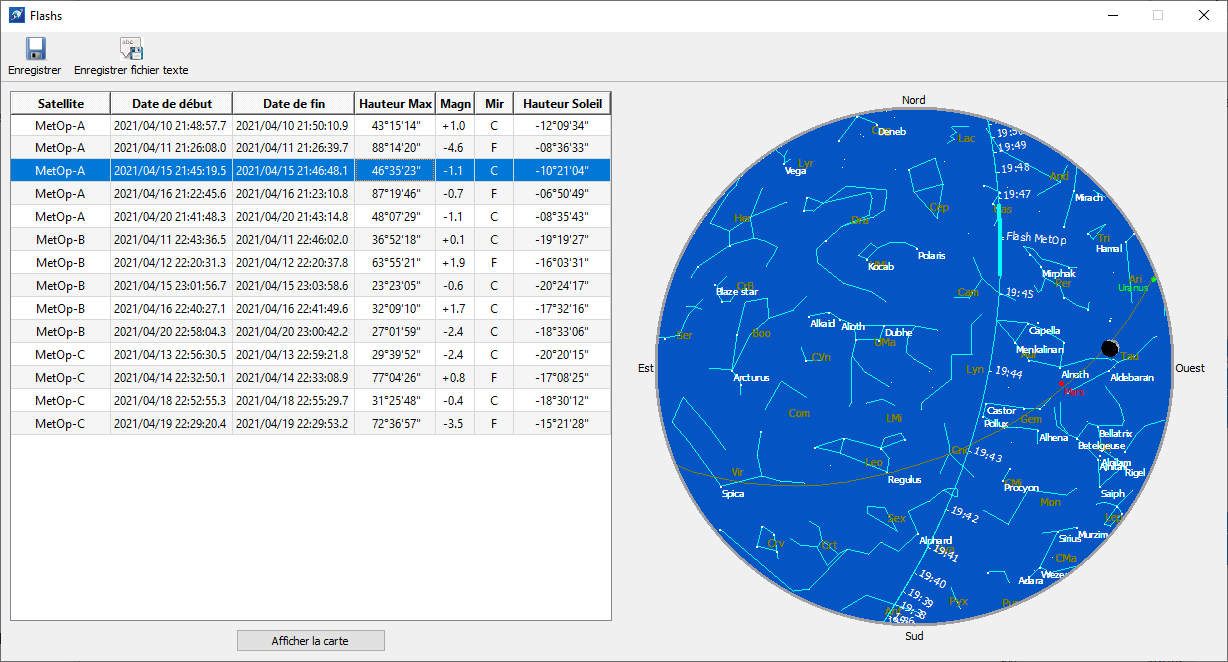 Flashs
Enregistrer Enregistrer fichier texte
Satellite Date de début Date de fin Hauteur Max Magn Mir Hauteur Soleil
MetOp-A 2021/04/10 21:48:57.7 2021/04/10 21:50:10.9 43°15'14" +1.0 C -12°09'34"
MetOp-A 2021/04/11 21:26:08.0 2021/04/11 21:26:39.7 88°14'20" -4.6 F -08°36'33"
MetOp-A 2021/04/15 21:45:19.5 2021/04/15 21:46:48.1 46°35'23" -1.1 C -10°21'04"
MetOp-A 2021/04/16 21:22:45.6 2021/04/16 21:23:10.8 87°19'46" -0.7 F -06°50'49"
MetOp-A 2021/04/20 21:41:48.3 2021/04/20 21:43:14.8 48°07'29" -1.1 C -08°35'43"
MetOp-B 2021/04/11 22:43:36.5 2021/04/11 22:46:02.0 36°52'18" +0.1 C -19°19'27"
MetOp-B 2021/04/12 22:20:31.3 2021/04/12 22:20:37.8 63°55'21" +1.9 F -16°03'31"
MetOp-B 2021/04/15 23:01:56.7 2021/04/15 23:03:58.6 23°23'05" -0.6 C -20°24'17"
MetOp-B 2021/04/16 22:40:27.1 2021/04/16 22:41:49.6 32°09'10" +1.7 C -17°32'16"
MetOp-B 2021/04/20 22:58:04.3 2021/04/20 23:00:42.2 27°01'59" -2.4 C -18°33'06"
MetOp-C 2021/04/13 22:56:30.5 2021/04/13 22:59:21.8 29°39'52" -2.4 C -20°20'15"
MetOp-C 2021/04/14 22:32:50.1 2021/04/14 22:33:08.9 77°04'26" +0.8 F -17°08'25"
MetOp-C 2021/04/18 22:52:55.3 2021/04/18 22:55:29.7 31°25'48" -0.4 C -18°30'12"
MetOp-C 2021/04/19 22:29:20.4 2021/04/19 22:29:53.2 72°36'57" -3.5 F -15°21'28"
Afficher la carte
Nord
Deneb
Lac
19:49
Lyr
Vega
19:48
And
19:47
Mirach
Her
Dra
Cep
Cas
Flash MetOp
Tri
Hamal
Polaris
Kocab
Mirphak
Per
Ari
Uranus
CrB
Blaze star
Cam
19:45
Ser
Boo
Alkaid Alioth
Dubhe
UMa
Capella
Menkalinan
Aur
CVn
Tau
Est
Ouest
Arcturus
Lyn
19:44
Alnath
Aldebaran
Mars
Com
LMi
Castor
Pollux
Gem
Alhena
Bellatrix
Betelgeuse
Cnc
19:43
Leo
Regulus
Alnilam
Rigel
Vir
Spica
Procyon
Saiph
Mon
19:42
Sex
Lep
Crv
Crt
Alphard
19:41
Sirius
Murzim
CMa
19:40
Adara
19:39
Pyx
19:38
Sud